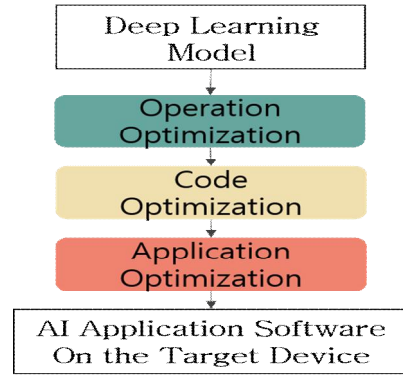 Deep Learning
Model
Operation
Optimization
Code
Optimization
Application
Optimization
AI Application Software
On the Target Device